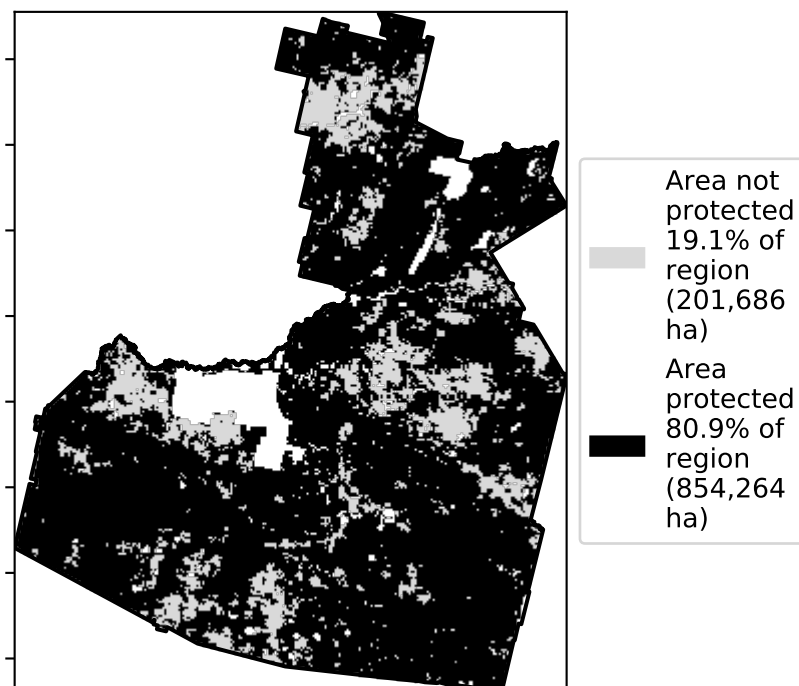 Area not
protected
19.1% of
region
(201,686
ha)
Area
protected
80.9% of
region
(854,264
ha)